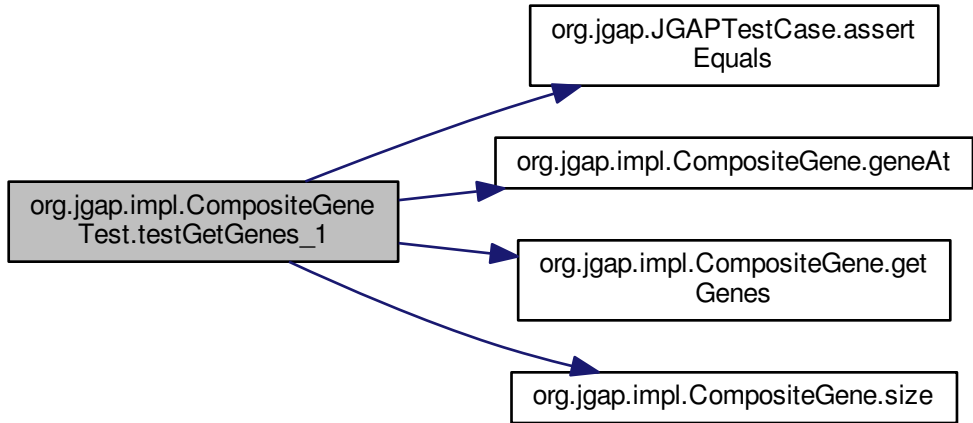 org.jgap.JGAPTestCase.assert
Equals
org.jgap.impl.CompositeGene.geneAt
org.jgap.impl.CompositeGene
Test.testGetGenes_1
org.jgap.impl.CompositeGene.get
Genes
org.jgap.impl.CompositeGene.size